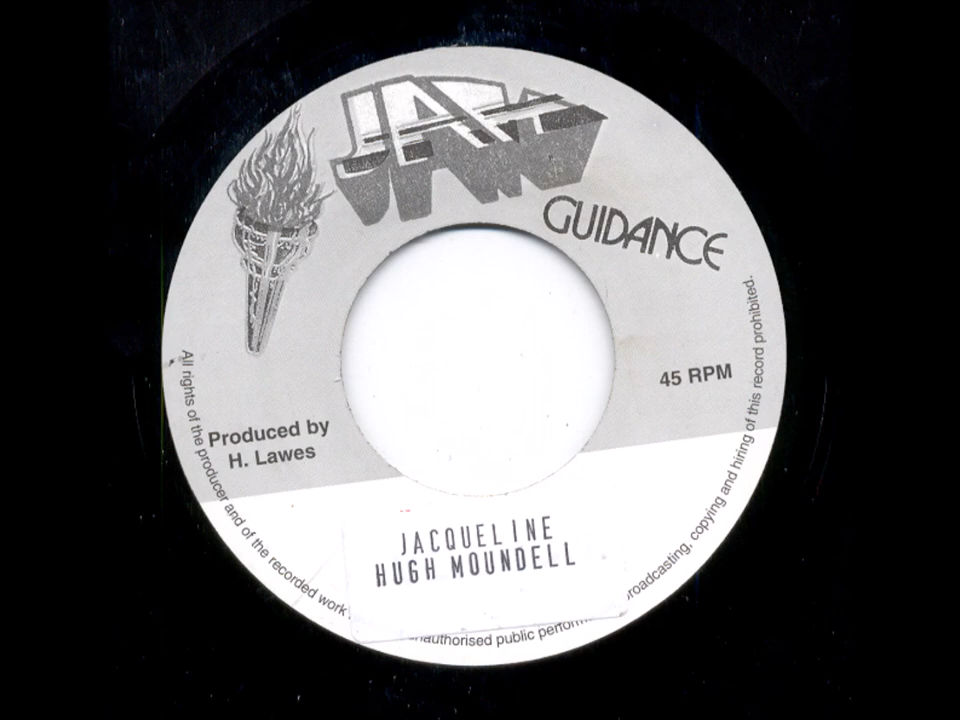 JAH
GUIDANCE
45 RPM
Produced by
H. Lawes
JACQUELINE
HUGH MOUNDELL
All rights of the producer and of the recorded work
unauthorised public
broadcasting, copying and hiring of this record prohibited.